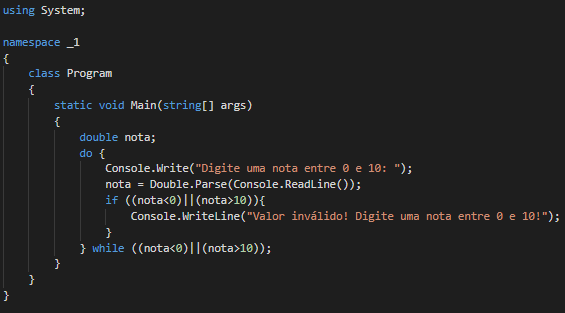 using System;
namespace _1
{
    class Program
    {
        static void Main(string[] args)
        {
            double nota;
            do {
                Console.Write("Digite uma nota entre 0 e 10: ");
                nota = Double.Parse(Console.ReadLine());
                if ((nota<0)||(nota>10)){
                    Console.WriteLine("Valor inválido! Digite uma nota entre 0 e 10!");
                }
            } while ((nota<0)||(nota>10));
        }
    }
}